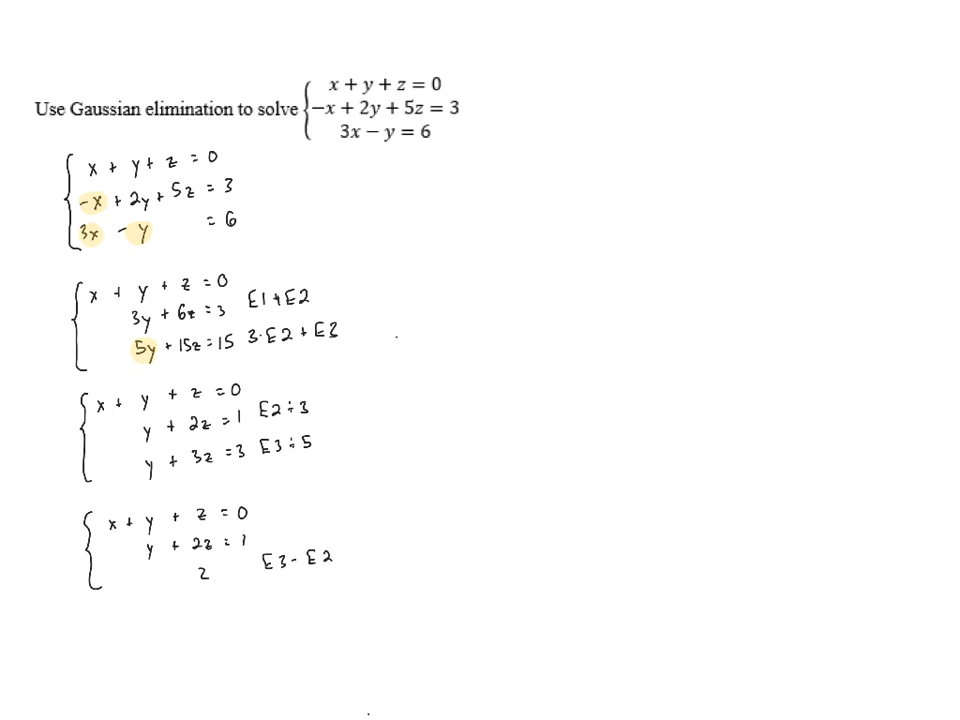 x + y + z = 0
Use Gaussian elimination to solve −x + 2y + 5z = 3
3x − y = 6
x + y + z = 0
-x + 2y + 5z = 3
3x - y = 6
x + y + z = 0
3y + 6z = 3 E1 + E2
5y + 15z = 15 3·E2 + E3
x + y + z = 0
y + 2z = 1 E2 ÷ 3
y + 3z = 3 E3 ÷ 5
x + y + z = 0
y + 2z = 1
z E3 - E2